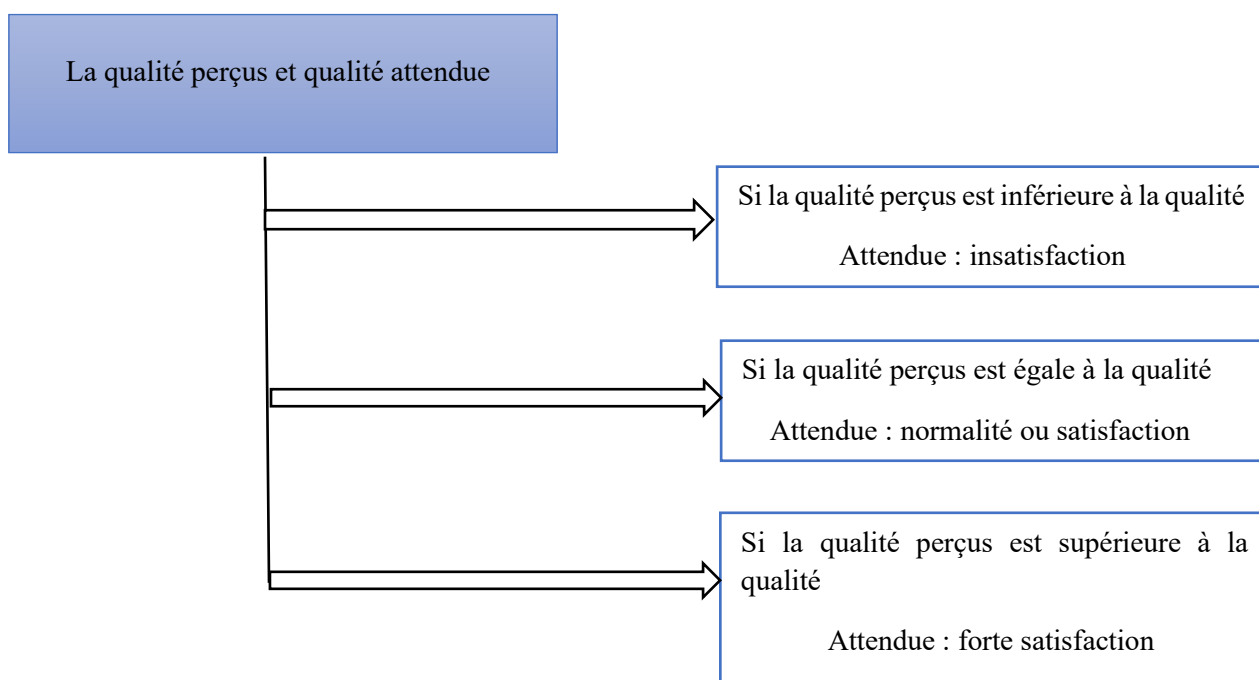 La qualité perçus et qualité attendue
Si la qualité perçus est inférieure à la qualité
Attendue : insatisfaction
Si la qualité perçus est égale à la qualité
Attendue : normalité ou satisfaction
Si la qualité perçus est supérieure à la
qualité
Attendue : forte satisfaction